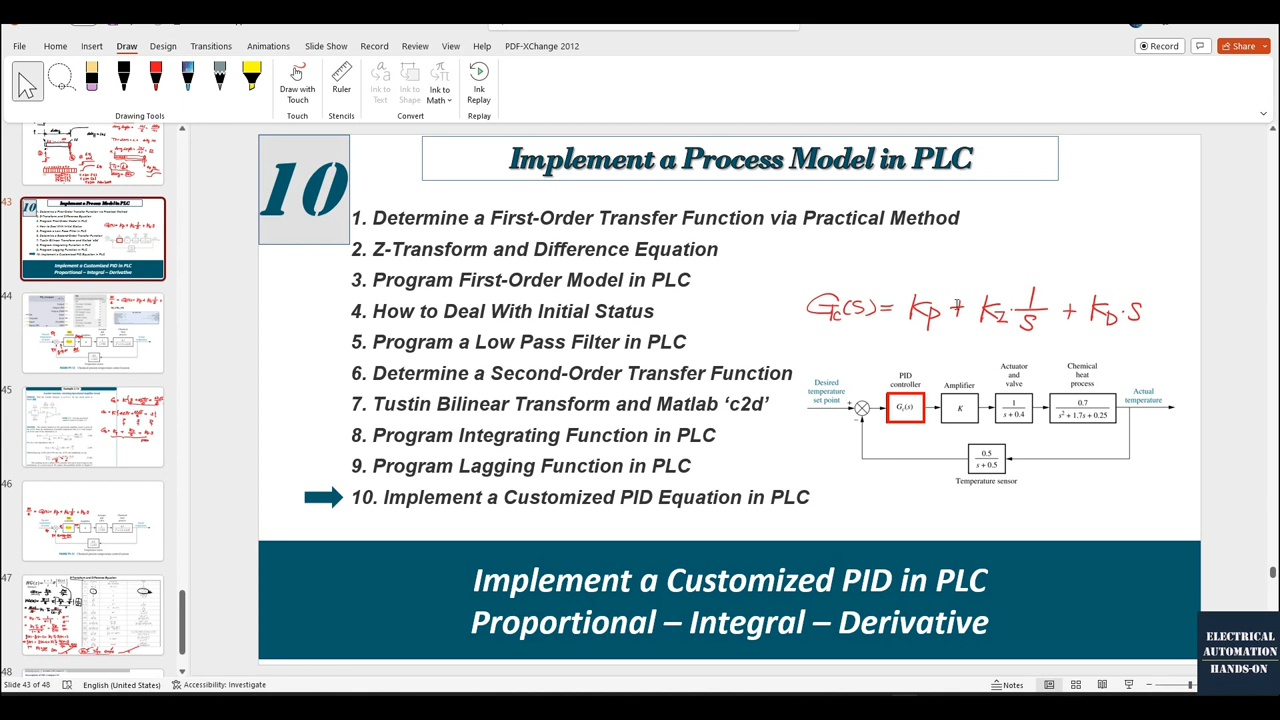 File Home Insert Draw Design Transitions Animations Slide Show Record Review View Help PDF-XChange 2012 Record Share
Draw with Touch
Ruler
Ink to Text
Ink to Shape
Ink to Math
Ink Replay
Drawing Tools Touch Stencils Convert Replay
43
44
45
46
47
48
10
Implement a Process Model in PLC
1. Determine a First-Order Transfer Function via Practical Method
2. Z-Transform and Difference Equation
3. Program First-Order Model in PLC
4. How to Deal With Initial Status
5. Program a Low Pass Filter in PLC
6. Determine a Second-Order Transfer Function
7. Tustin Bilinear Transform and Matlab ‘c2d’
8. Program Integrating Function in PLC
9. Program Lagging Function in PLC
10. Implement a Customized PID Equation in PLC
Gc(s) = Kp + KI · 1/s + KD · s
Desired temperature set point
PID controller
Gc(s)
Amplifier
K
Actuator and valve
1/(s + 0.4)
Chemical heat process
0.7/(s² + 1.7s + 0.25)
Actual temperature
+
−
0.5/(s + 0.5)
Temperature sensor
Implement a Customized PID in PLC
Proportional – Integral – Derivative
ELECTRICAL
AUTOMATION
HANDS-ON
Slide 43 of 48 English (United States) Accessibility: Investigate Notes